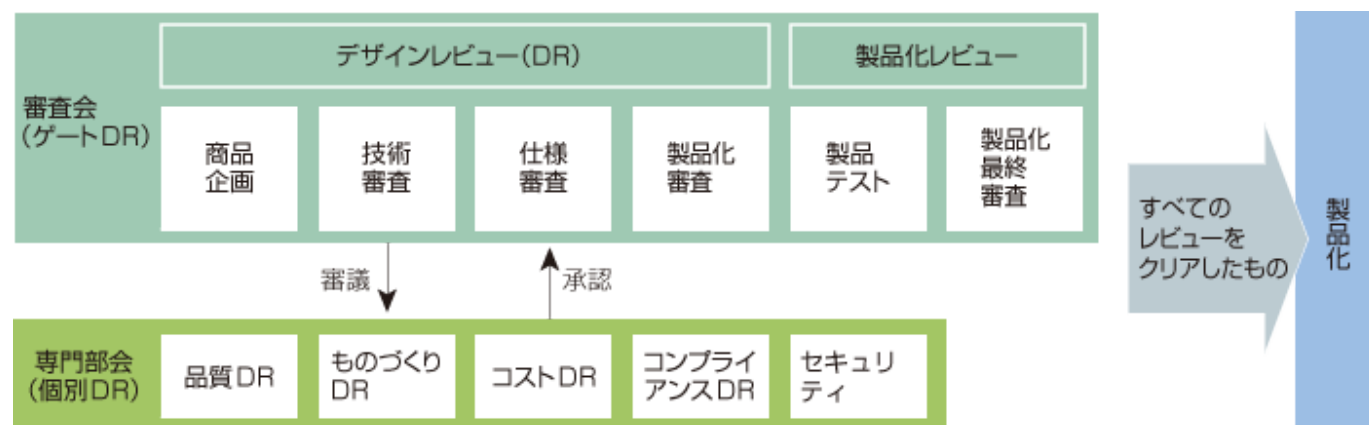 デザインレビュー(DR)
製品化レビュー
審査会
(ゲートDR)
商品
企画
技術
審査
仕様
審査
製品化
審査
製品
テスト
製品化
最終
審査
審議
承認
専門部会
(個別DR)
品質DR
ものづくり
DR
コストDR
コンプライ
アンスDR
セキュリ
ティ
すべての
レビューを
クリアしたもの
製品化